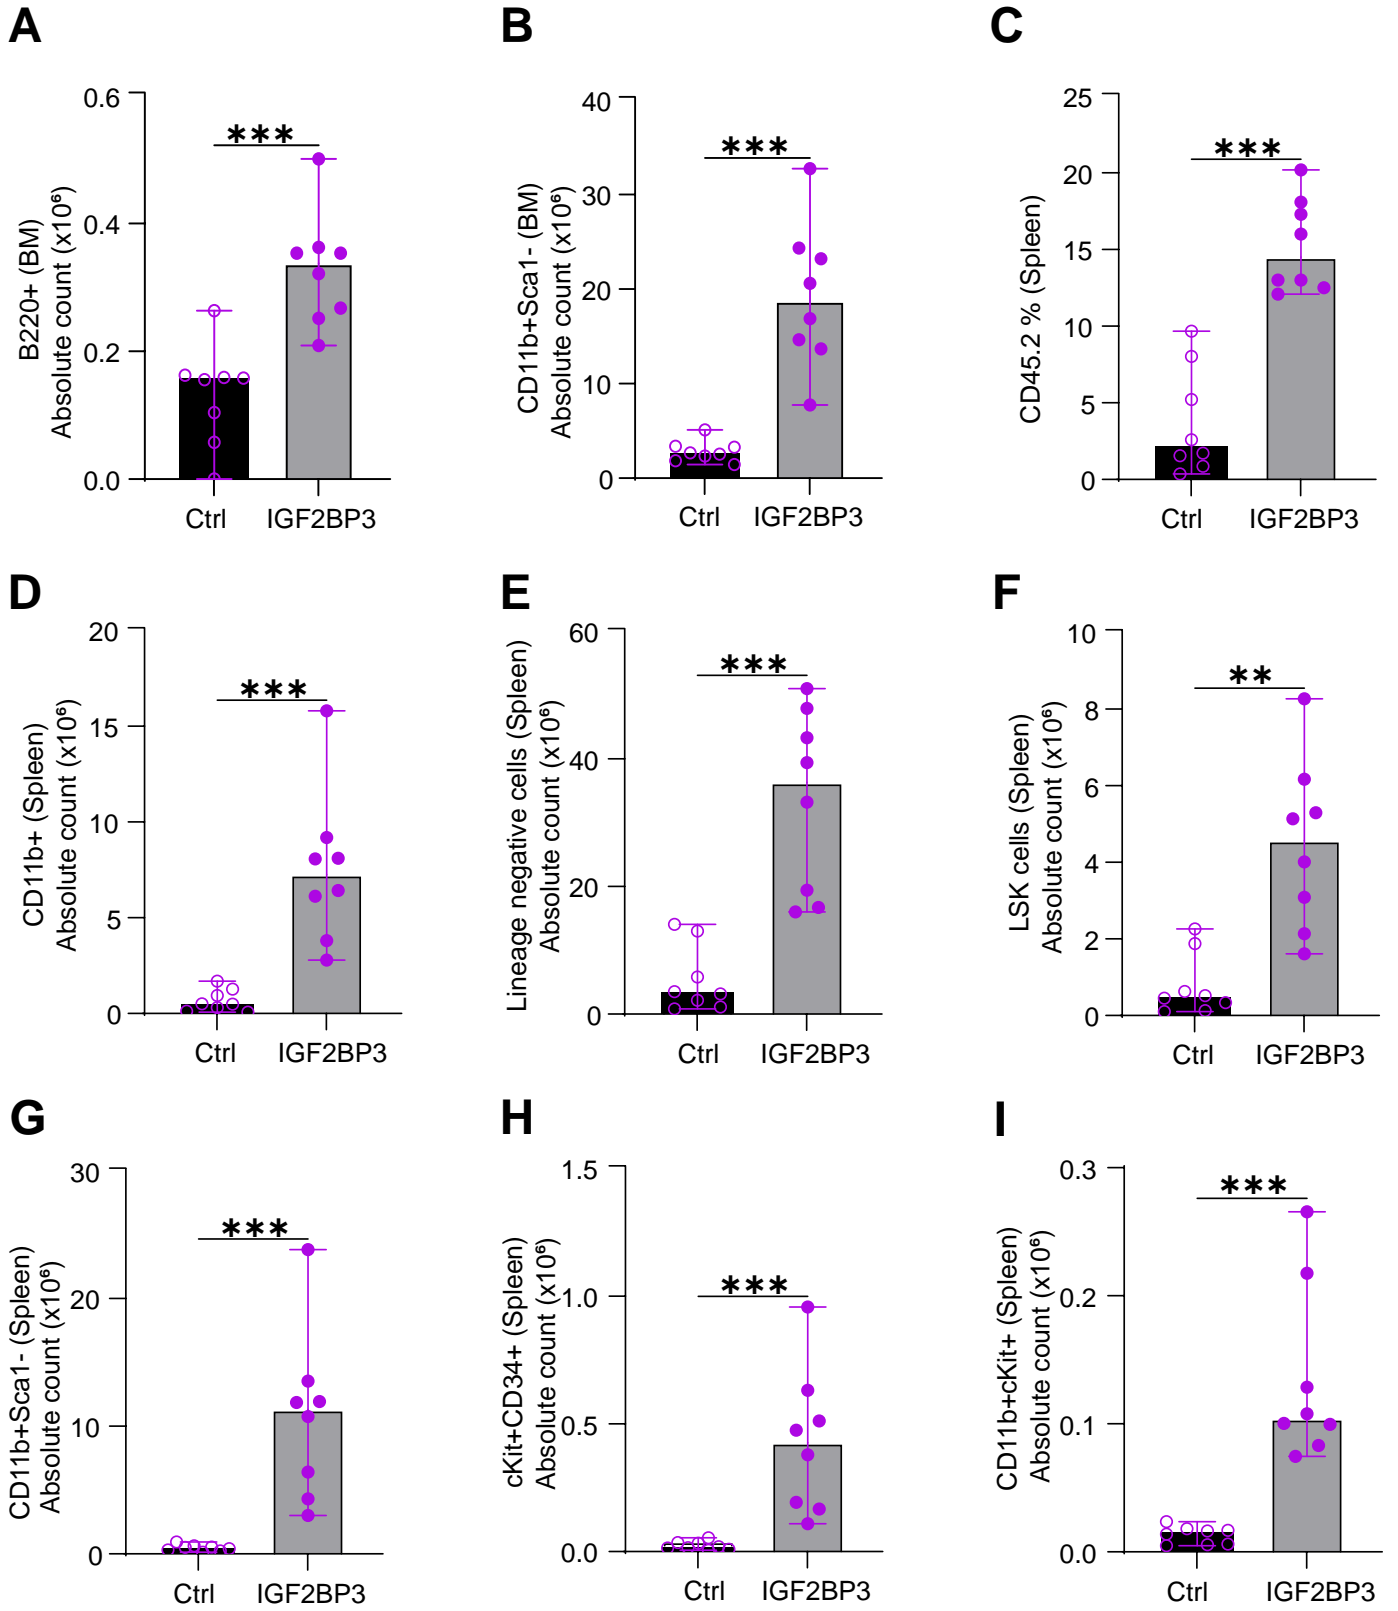 A
B220+ (BM)
Absolute count (x10⁶)
0.6
0.4
0.2
0.0
***
Ctrl
IGF2BP3
B
CD11b+Sca1- (BM)
Absolute count (x10⁶)
40
30
20
10
0
***
Ctrl
IGF2BP3
C
CD45.2 % (Spleen)
25
20
15
10
5
0
***
Ctrl
IGF2BP3
D
CD11b+ (Spleen)
Absolute count (x10⁶)
20
15
10
5
0
***
Ctrl
IGF2BP3
E
Lineage negative cells (Spleen)
Absolute count (x10⁶)
60
40
20
0
***
Ctrl
IGF2BP3
F
LSK cells (Spleen)
Absolute count (x10⁶)
10
8
6
4
2
0
**
Ctrl
IGF2BP3
G
CD11b+Sca1- (Spleen)
Absolute count (x10⁶)
30
20
10
0
***
Ctrl
IGF2BP3
H
cKit+CD34+ (Spleen)
Absolute count (x10⁶)
1.5
1.0
0.5
0.0
***
Ctrl
IGF2BP3
I
CD11b+cKit+ (Spleen)
Absolute count (x10⁶)
0.3
0.2
0.1
0.0
***
Ctrl
IGF2BP3